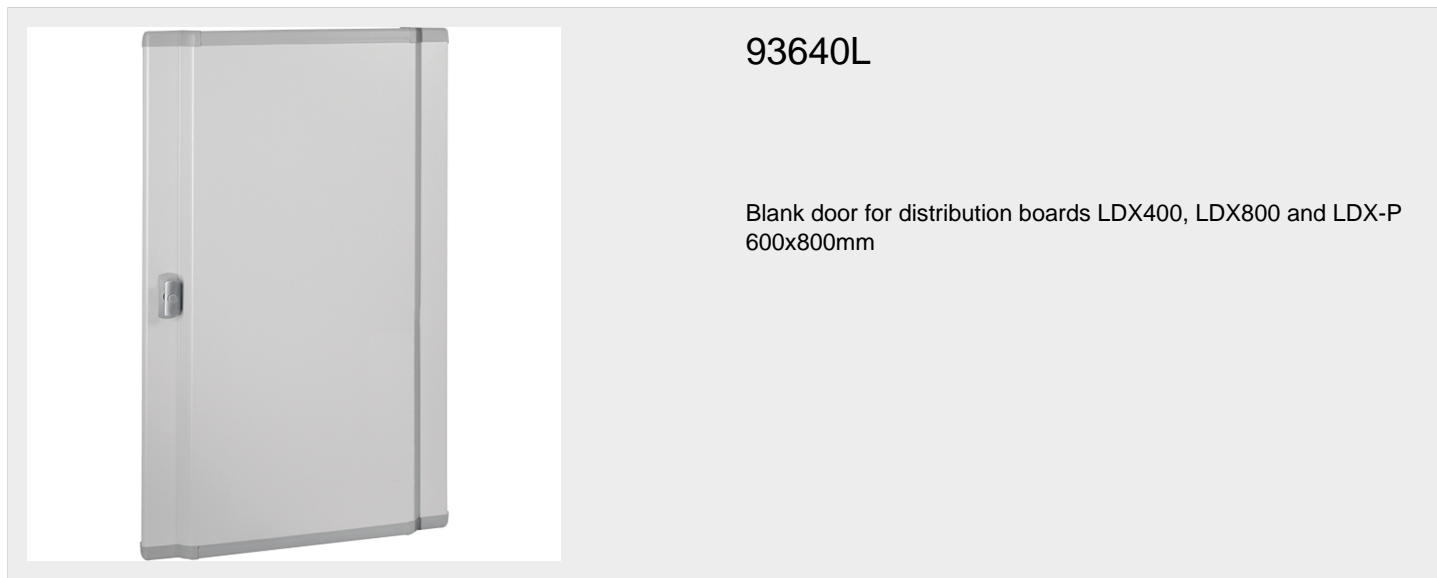 93640L
Blank door for distribution boards LDX400, LDX800 and LDX-P
600x800mm